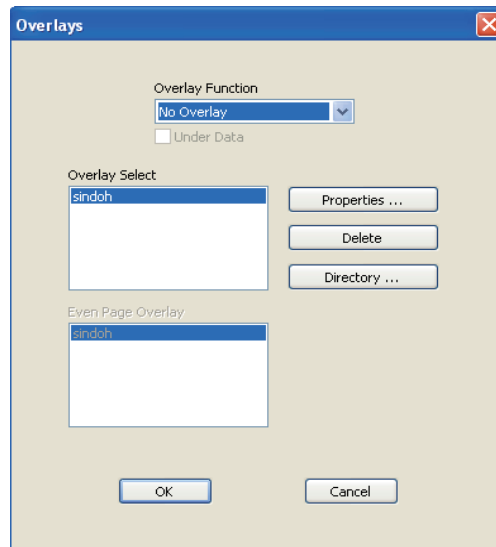 Overlays
Overlay Function
No Overlay
Under Data
Overlay Select
sindoh
Properties ...
Delete
Directory ...
Even Page Overlay
sindoh
OK
Cancel